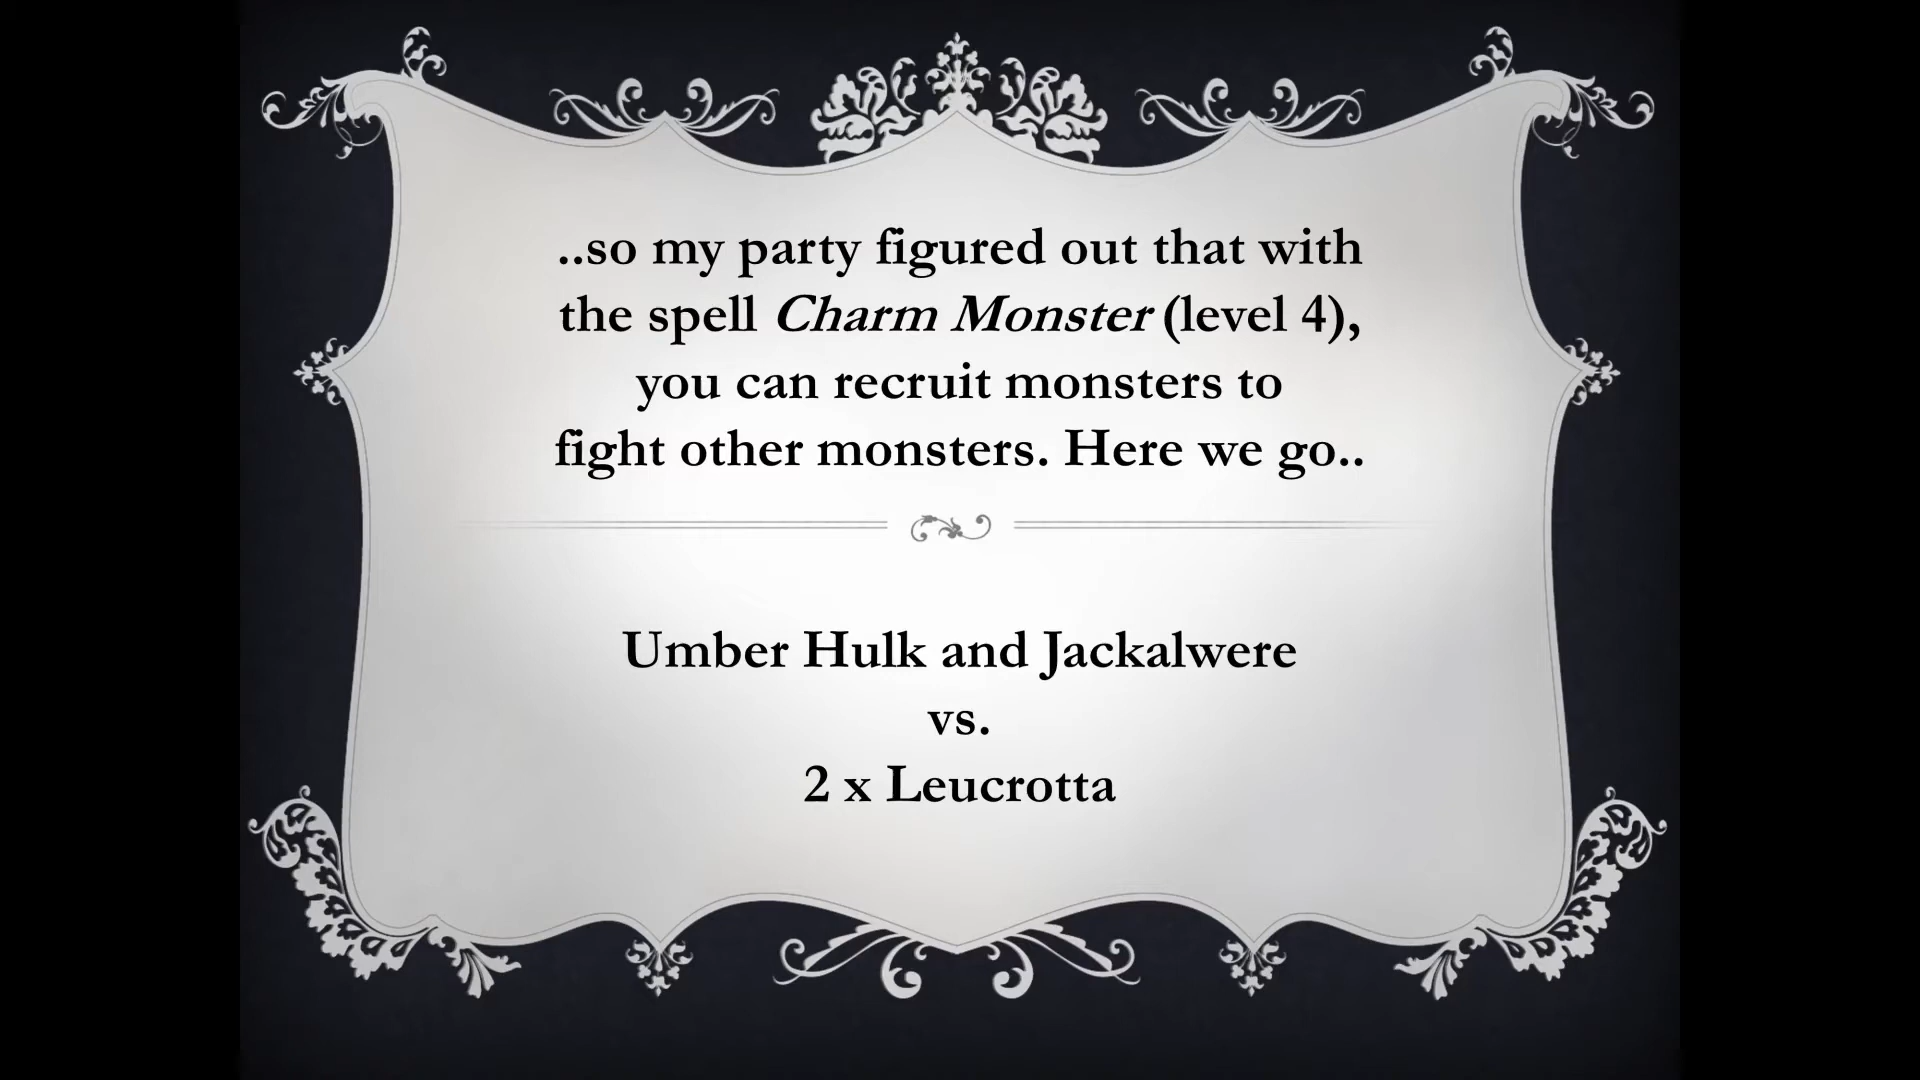 ..so my party figured out that with
the spell Charm Monster (level 4),
you can recruit monsters to
fight other monsters. Here we go..
Umber Hulk and Jackalwere
vs.
2 x Leucrotta